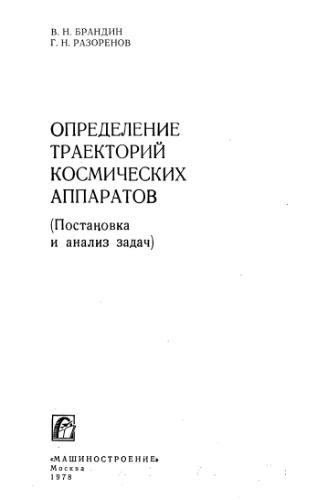 В. Н. БРАНДИН
Г. Н. РАЗОРЕНОВ
ОПРЕДЕЛЕНИЕ
ТРАЕКТОРИЙ
КОСМИЧЕСКИХ
АППАРАТОВ
(Постановка
и анализ задач)
«МАШИНОСТРОЕНИЕ»
Москва
1978